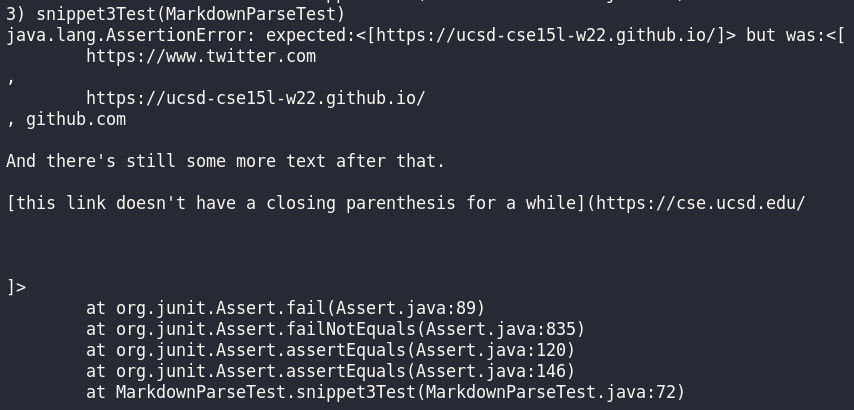 3) snippet3Test(MarkdownParseTest)
java.lang.AssertionError: expected:<[https://ucsd-cse15l-w22.github.io/]> but was:<[
https://www.twitter.com
,
https://ucsd-cse15l-w22.github.io/
, github.com
And there's still some more text after that.
[this link doesn't have a closing parenthesis for a while](https://cse.ucsd.edu/
]>
at org.junit.Assert.fail(Assert.java:89)
at org.junit.Assert.failNotEquals(Assert.java:835)
at org.junit.Assert.assertEquals(Assert.java:120)
at org.junit.Assert.assertEquals(Assert.java:146)
at MarkdownParseTest.snippet3Test(MarkdownParseTest.java:72)